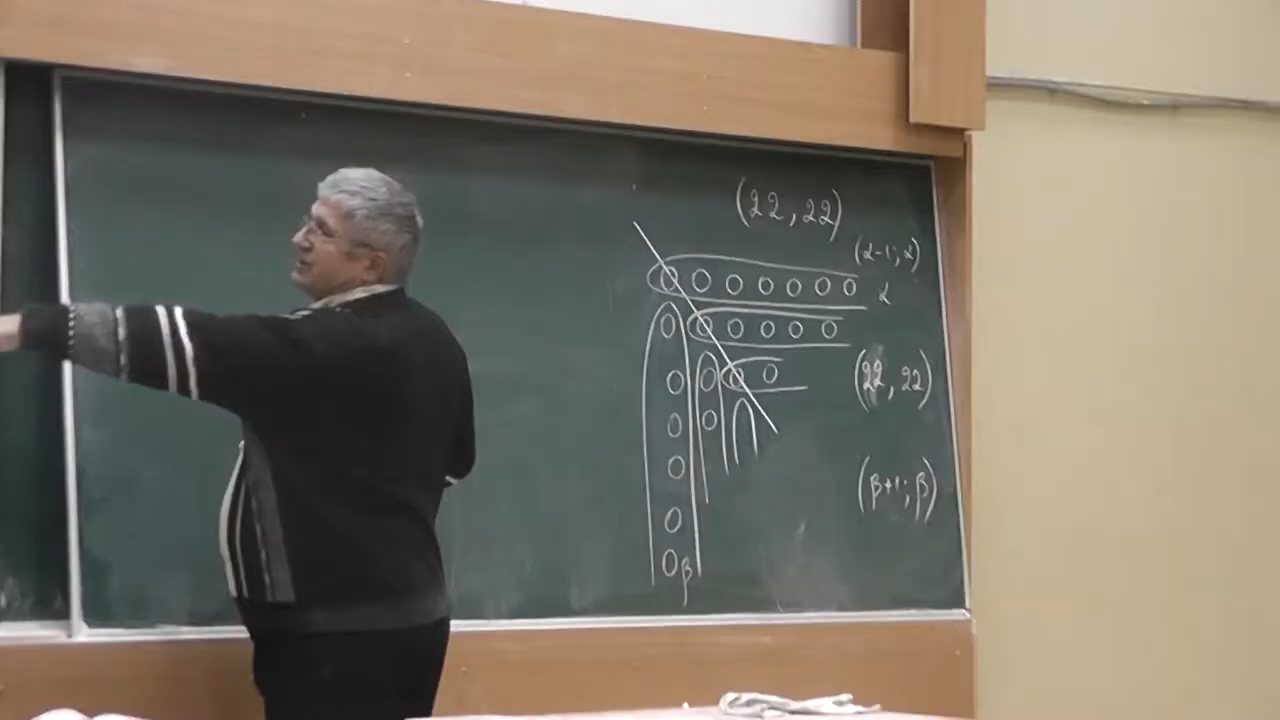 (22, 22)
(α-1; α)
α
(22, 22)
(β+1; β)
β